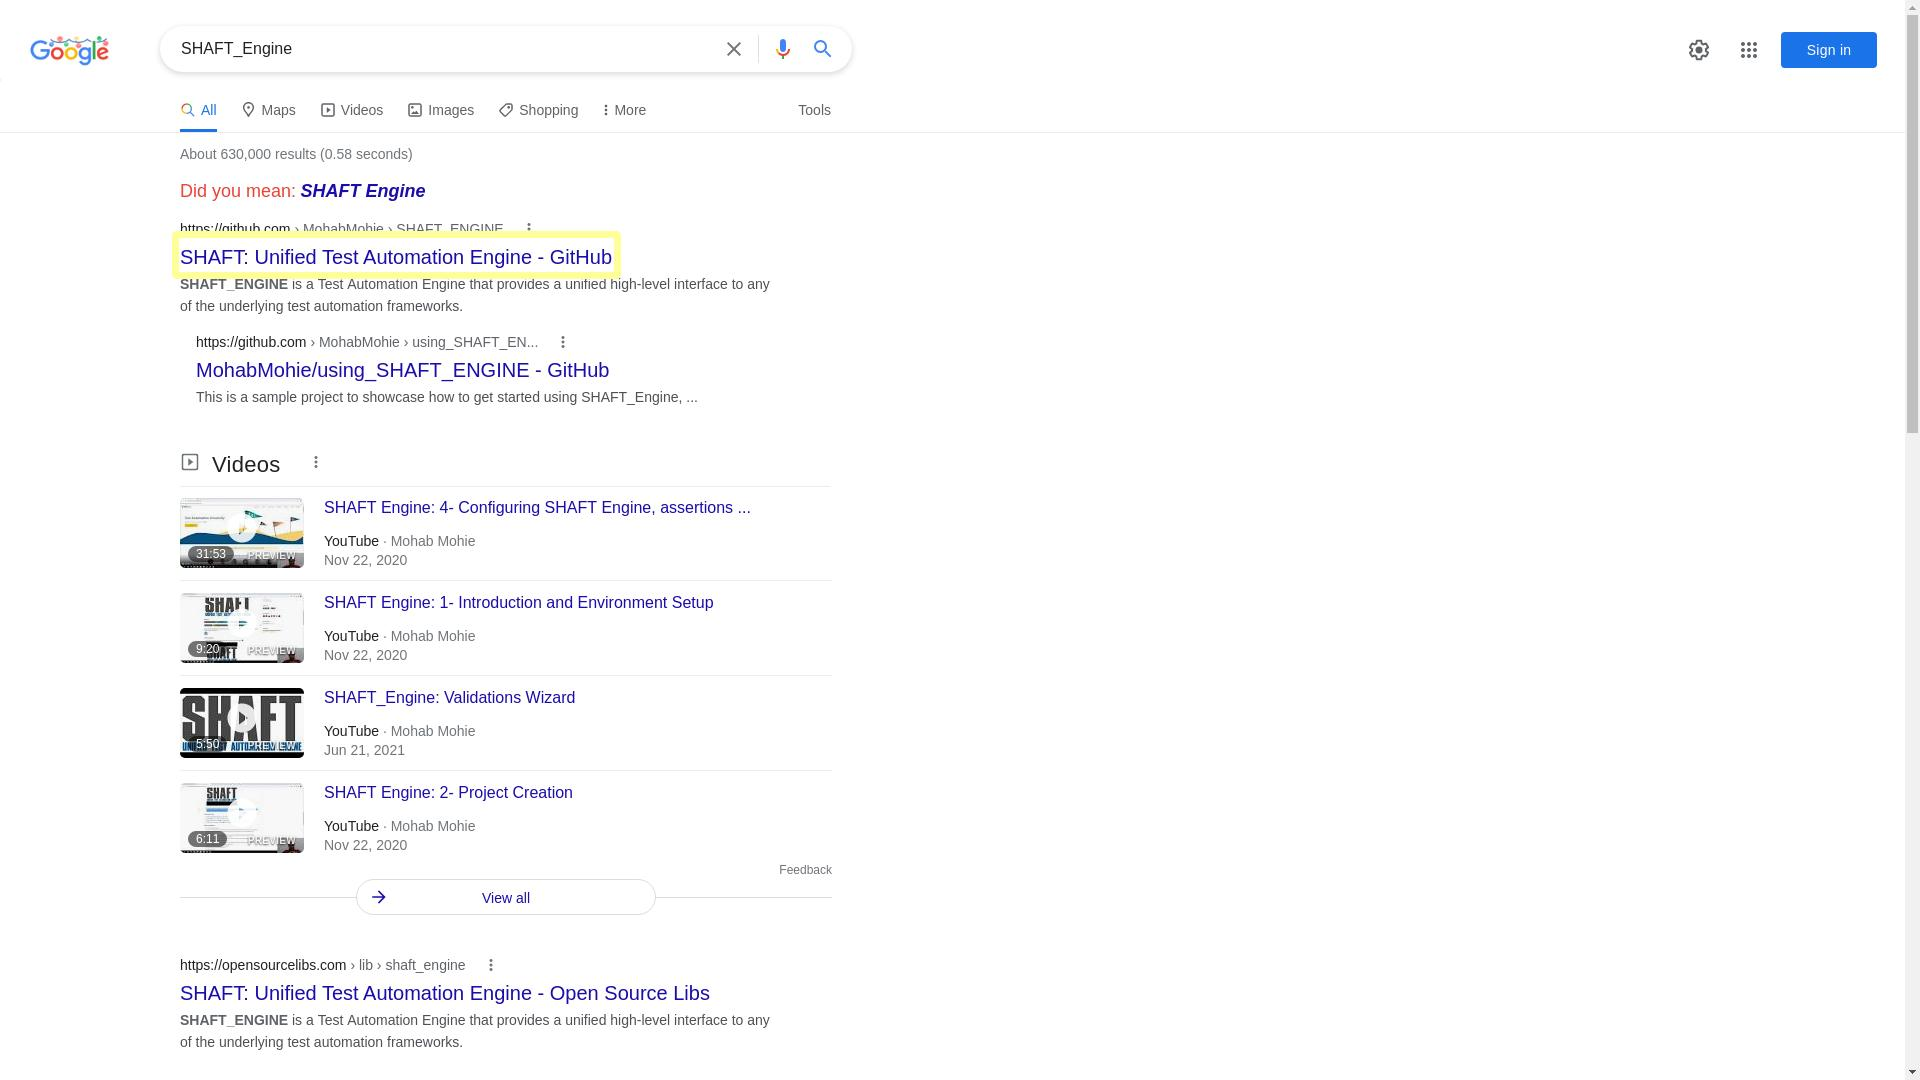 Google
SHAFT_Engine
Sign in
All
Maps
Videos
Images
Shopping
More
Tools
About 630,000 results (0.58 seconds)
Did you mean: SHAFT Engine
https://github.com › MohabMohie › SHAFT_ENGINE
SHAFT: Unified Test Automation Engine - GitHub
SHAFT_ENGINE is a Test Automation Engine that provides a unified high-level interface to any
of the underlying test automation frameworks.
https://github.com › MohabMohie › using_SHAFT_EN...
MohabMohie/using_SHAFT_ENGINE - GitHub
This is a sample project to showcase how to get started using SHAFT_Engine, ...
Videos
31:53
PREVIEW
SHAFT Engine: 4- Configuring SHAFT Engine, assertions ...
YouTube · Mohab Mohie
Nov 22, 2020
SHAFT
9:20
PREVIEW
SHAFT Engine: 1- Introduction and Environment Setup
YouTube · Mohab Mohie
Nov 22, 2020
SHAFT
5:50
PREVIEW
SHAFT_Engine: Validations Wizard
YouTube · Mohab Mohie
Jun 21, 2021
SHAFT
6:11
PREVIEW
SHAFT Engine: 2- Project Creation
YouTube · Mohab Mohie
Nov 22, 2020
Feedback
View all
https://opensourcelibs.com › lib › shaft_engine
SHAFT: Unified Test Automation Engine - Open Source Libs
SHAFT_ENGINE is a Test Automation Engine that provides a unified high-level interface to any
of the underlying test automation frameworks.